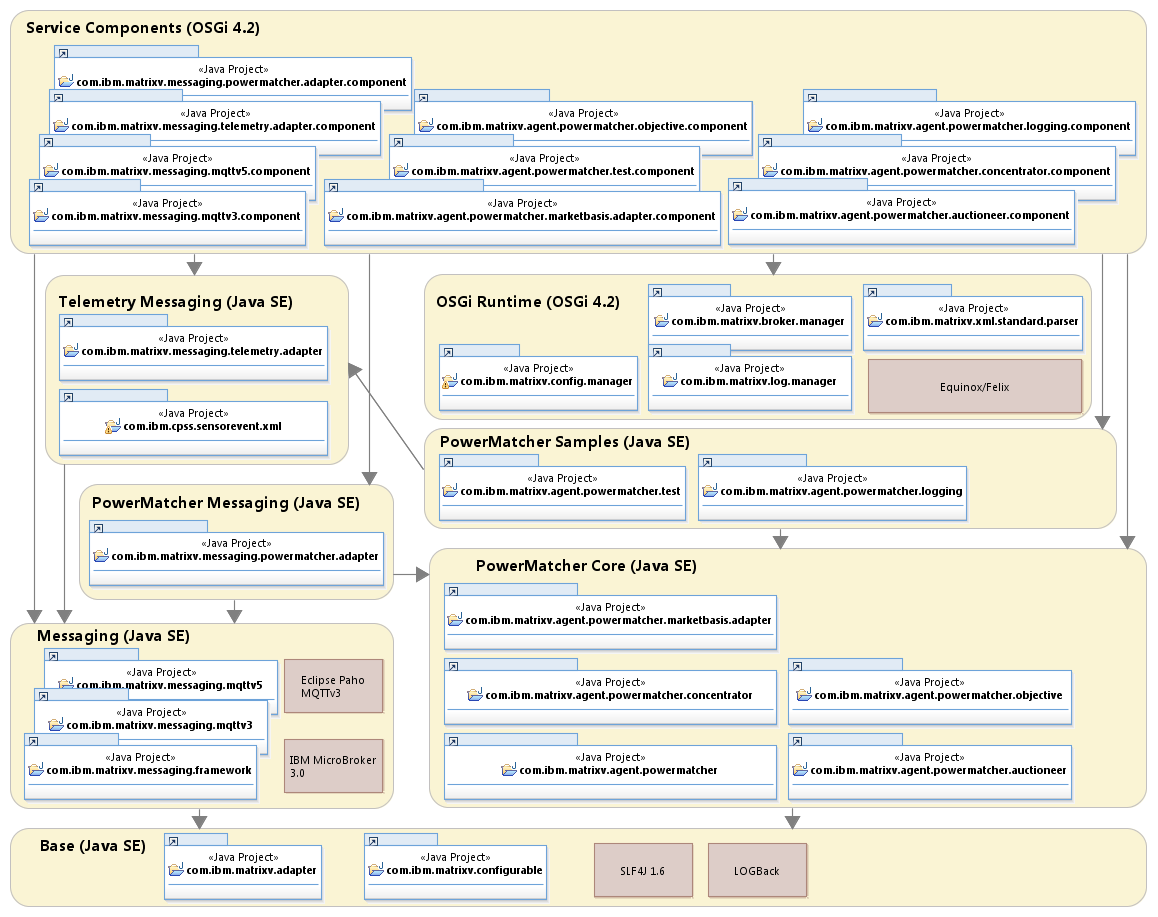 Service Components (OSGi 4.2)
«Java Project»
com.ibm.matrixv.messaging.powermatcher.adapter.component
«Java Project»
com.ibm.matrixv.messaging.telemetry.adapter.component
«Java Project»
com.ibm.matrixv.messaging.mqttv5.component
«Java Project»
com.ibm.matrixv.messaging.mqttv3.component
«Java Project»
com.ibm.matrixv.agent.powermatcher.objective.component
«Java Project»
com.ibm.matrixv.agent.powermatcher.test.component
«Java Project»
com.ibm.matrixv.agent.powermatcher.marketbasis.adapter.component
«Java Project»
com.ibm.matrixv.agent.powermatcher.logging.component
«Java Project»
com.ibm.matrixv.agent.powermatcher.concentrator.component
«Java Project»
com.ibm.matrixv.agent.powermatcher.auctioneer.component
Telemetry Messaging (Java SE)
«Java Project»
com.ibm.matrixv.messaging.telemetry.adapter
«Java Project»
com.ibm.cpss.sensorevent.xml
OSGi Runtime (OSGi 4.2)
«Java Project»
com.ibm.matrixv.broker.manager
«Java Project»
com.ibm.matrixv.xml.standard.parser
«Java Project»
com.ibm.matrixv.config.manager
«Java Project»
com.ibm.matrixv.log.manager
Equinox/Felix
PowerMatcher Samples (Java SE)
«Java Project»
com.ibm.matrixv.agent.powermatcher.test
«Java Project»
com.ibm.matrixv.agent.powermatcher.logging
PowerMatcher Messaging (Java SE)
«Java Project»
com.ibm.matrixv.messaging.powermatcher.adapter
PowerMatcher Core (Java SE)
«Java Project»
com.ibm.matrixv.agent.powermatcher.marketbasis.adapter
«Java Project»
com.ibm.matrixv.agent.powermatcher.concentrator
«Java Project»
com.ibm.matrixv.agent.powermatcher.objective
«Java Project»
com.ibm.matrixv.agent.powermatcher
«Java Project»
com.ibm.matrixv.agent.powermatcher.auctioneer
Messaging (Java SE)
«Java Project»
com.ibm.matrixv.messaging.mqttv5
«Java Project»
com.ibm.matrixv.messaging.mqttv3
«Java Project»
com.ibm.matrixv.messaging.framework
Eclipse Paho
MQTTv3
IBM MicroBroker
3.0
Base (Java SE)
«Java Project»
com.ibm.matrixv.adapter
«Java Project»
com.ibm.matrixv.configurable
SLF4J 1.6
LOGBack